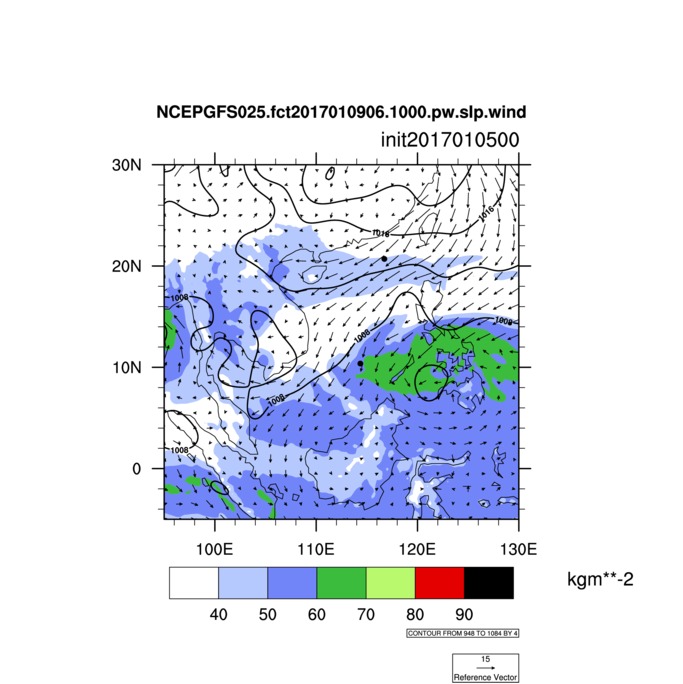 NCEPGFS025.fct2017010906.1000.pw.slp.wind
init2017010500
30N
1016
1016
20N
1008
1008
1008
10N
1008
1008
0
100E 110E 120E 130E
kgm**-2
40 50 60 70 80 90
CONTOUR FROM 948 TO 1084 BY 4
15
Reference Vector